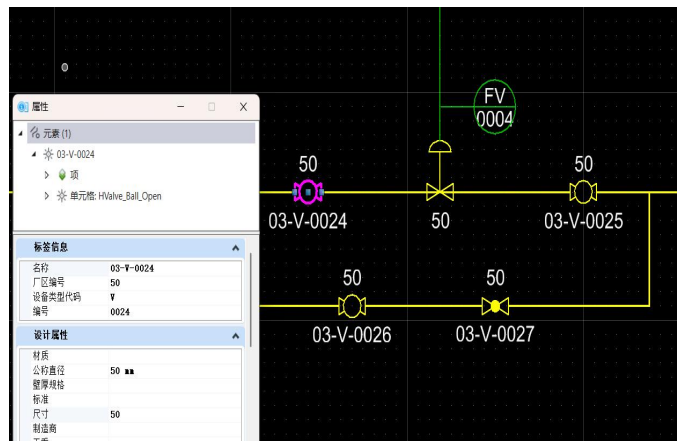 属性
元素 (1)
03-V-0024
项
单元格: HValve_Ball_Open
标签信息
名称 03-V-0024
厂区编号 50
设备类型代码 V
编号 0024
设计属性
材质
公称直径 50 mm
壁厚规格
标准
尺寸 50
制造商
FV
0004
50
03-V-0024
50
50
03-V-0025
50
03-V-0026
50
03-V-0027